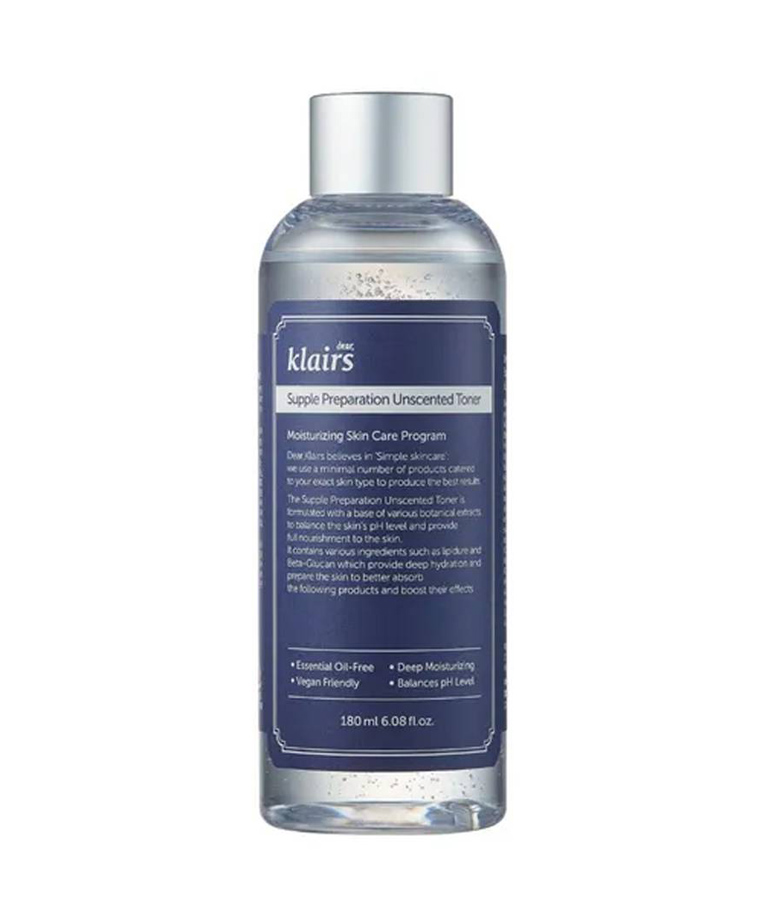 dear,
klairs
Supple Preparation Unscented Toner
Moisturizing Skin Care Program
Dear, Klairs believes in 'Simple skincare':
we use a minimal number of products catered
to your exact skin type to produce the best results.
The Supple Preparation Unscented Toner is
formulated with a base of various botanical extracts
to balance the skin's pH level and provide
full nourishment to the skin.
It contains various ingredients such as lipidure and
Beta-Glucan which provide deep hydration and
prepare the skin to better absorb
the following products and boost their effects.
• Essential Oil-Free • Deep Moisturizing
• Vegan Friendly • Balances pH Level
180 ml 6.08 fl.oz.